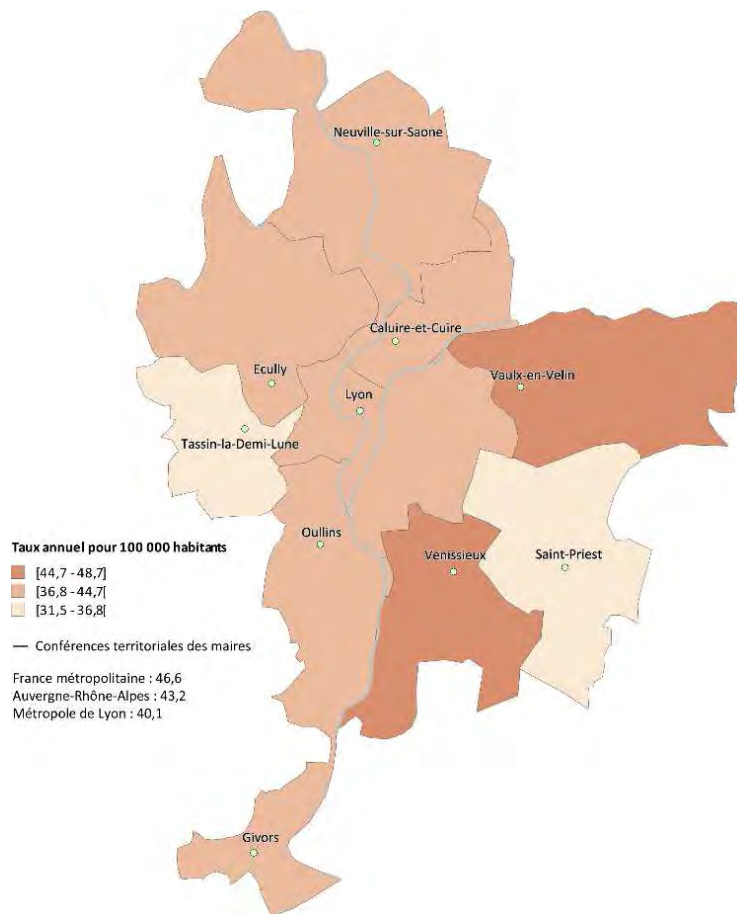 Neuville-sur-Saone
Caluire-et-Cuire
Vaulx-en-Velin
Ecully
Lyon
Tassin-la-Demi-Lune
Oullins
Venissieux
Saint-Priest
Taux annuel pour 100 000 habitants
[44,7 - 48,7]
[36,8 - 44,7[
[31,5 - 36,8[
Conférences territoriales des maires
France métropolitaine : 46,6
Auvergne-Rhône-Alpes : 43,2
Métropole de Lyon : 40,1
Givors